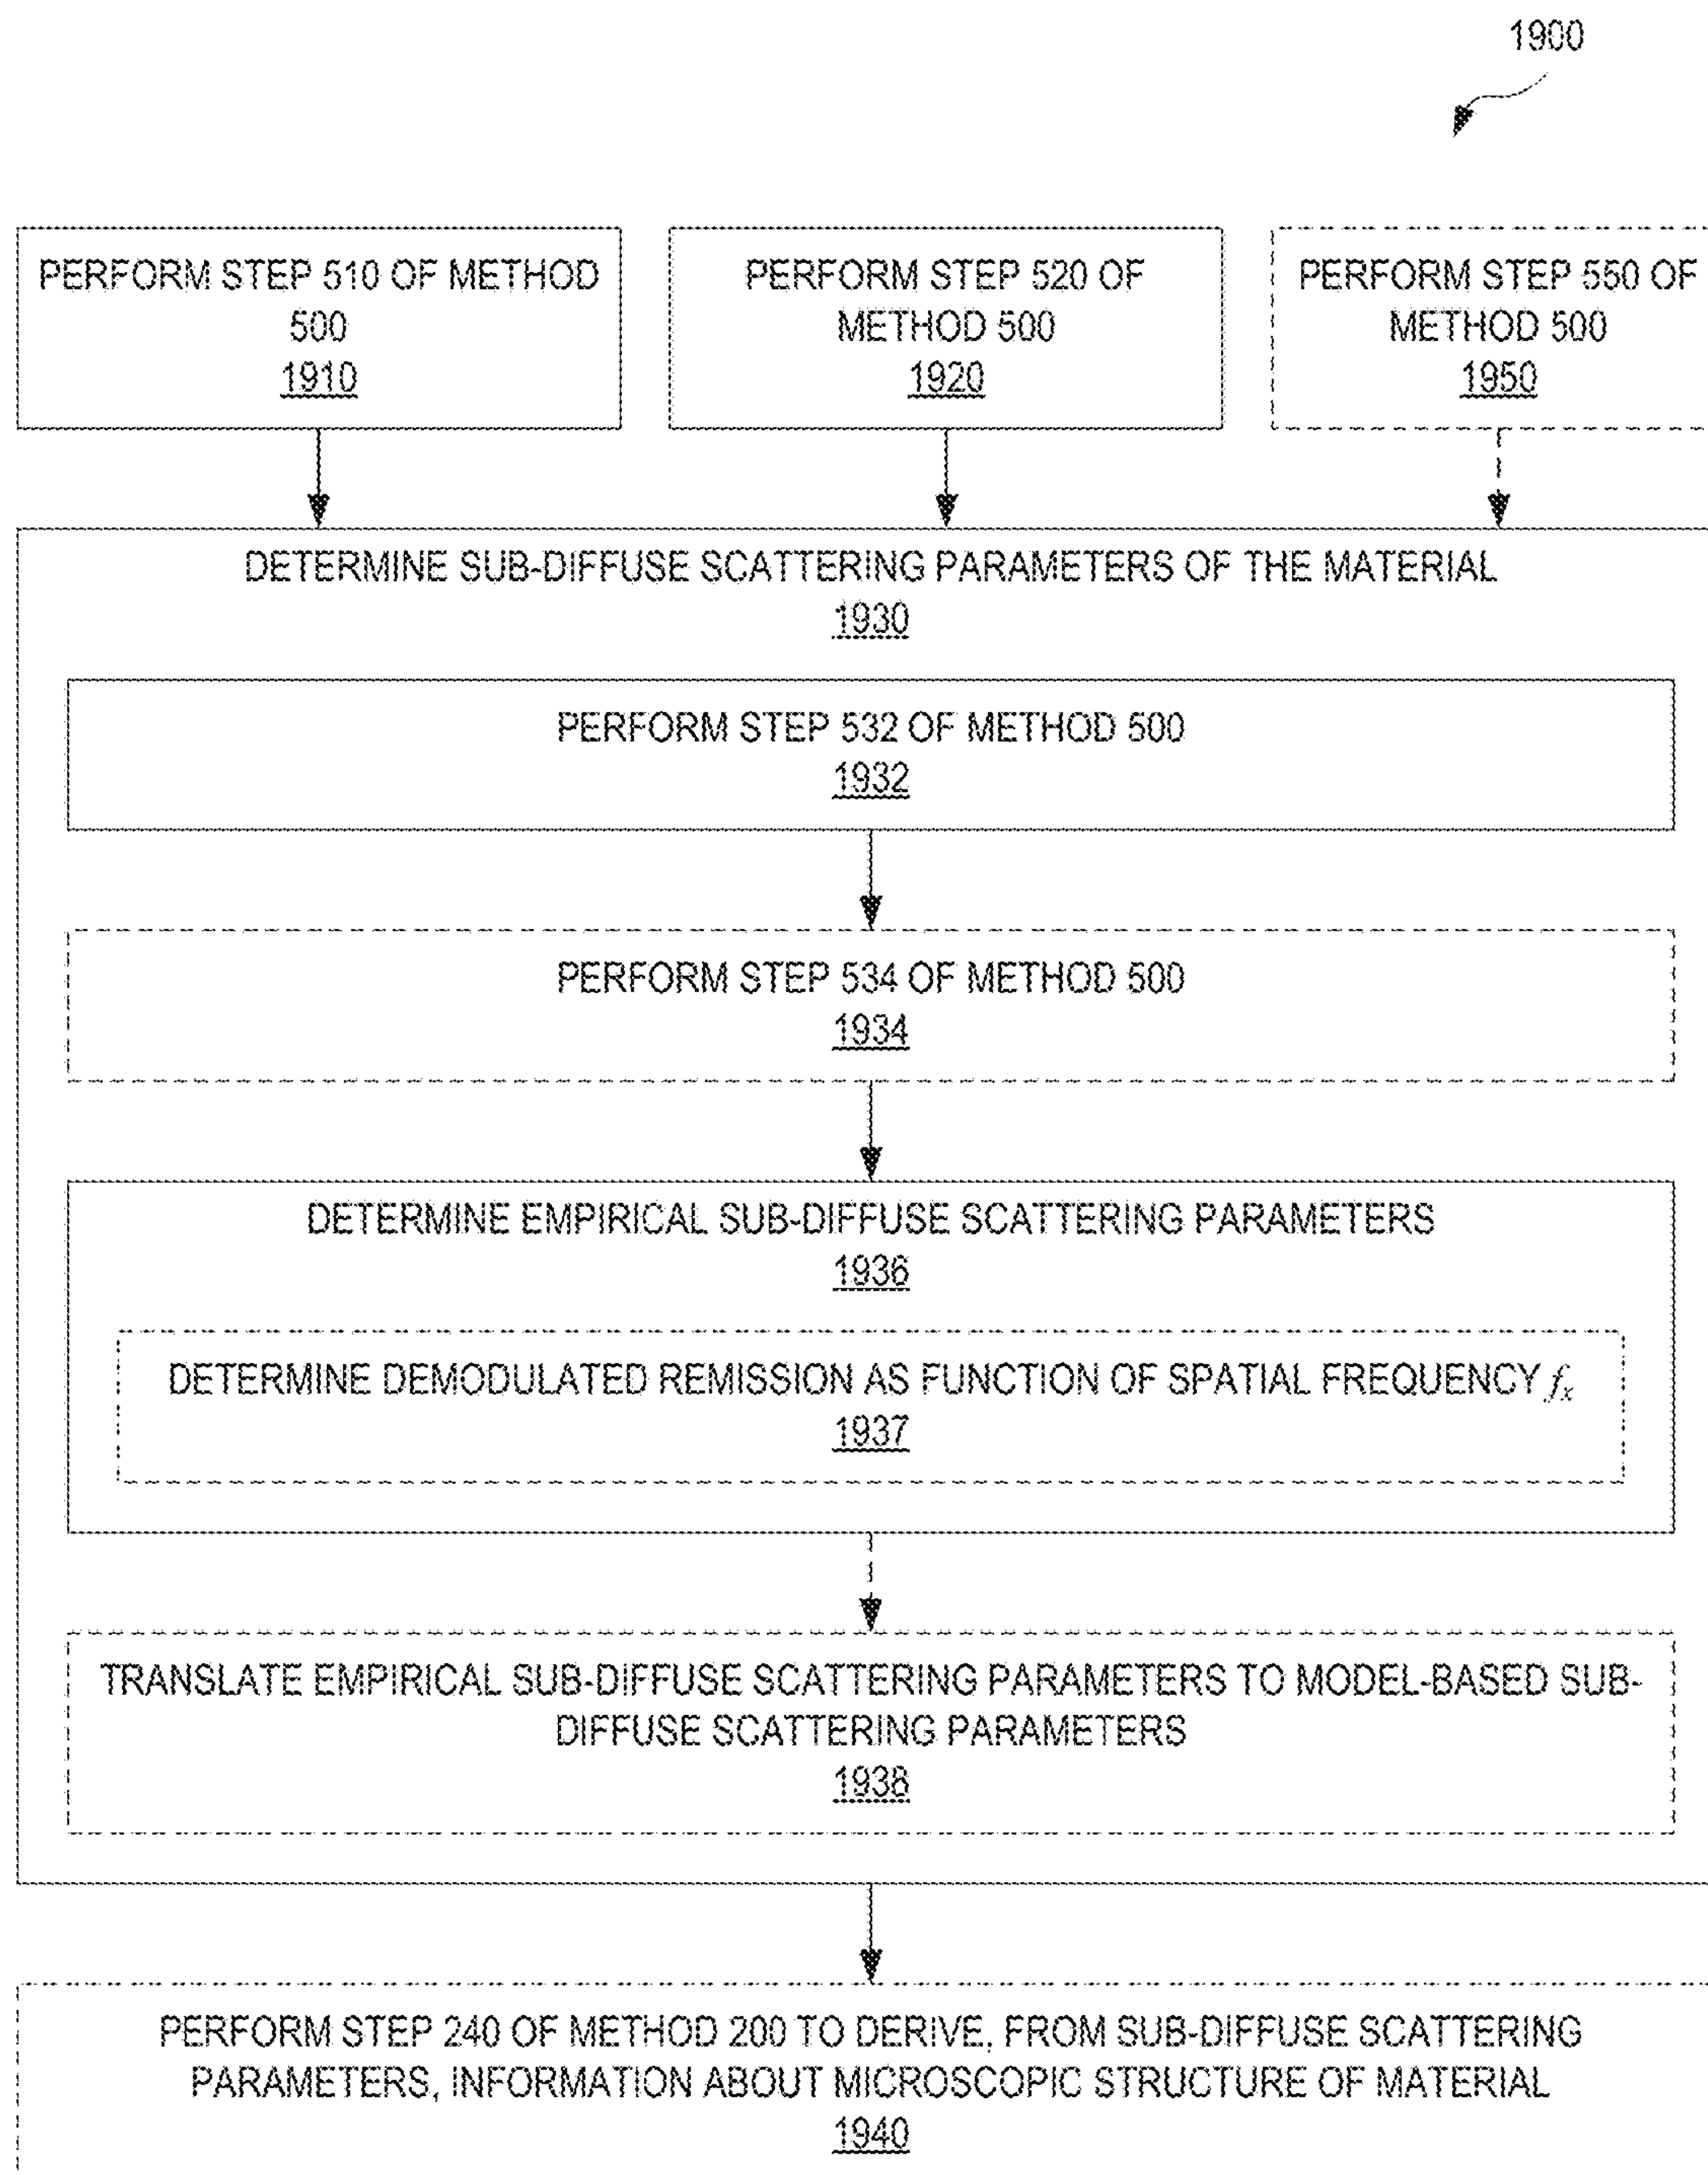 1900
PERFORM STEP 510 OF METHOD
500
1910
PERFORM STEP 520 OF
METHOD 500
1920
PERFORM STEP 550 OF
METHOD 500
1950
DETERMINE SUB-DIFFUSE SCATTERING PARAMETERS OF THE MATERIAL
1930
PERFORM STEP 532 OF METHOD 500
1932
PERFORM STEP 534 OF METHOD 500
1934
DETERMINE EMPIRICAL SUB-DIFFUSE SCATTERING PARAMETERS
1936
DETERMINE DEMODULATED REMISSION AS FUNCTION OF SPATIAL FREQUENCY fx
1937
TRANSLATE EMPIRICAL SUB-DIFFUSE SCATTERING PARAMETERS TO MODEL-BASED SUB-
DIFFUSE SCATTERING PARAMETERS
1938
PERFORM STEP 240 OF METHOD 200 TO DERIVE, FROM SUB-DIFFUSE SCATTERING
PARAMETERS, INFORMATION ABOUT MICROSCOPIC STRUCTURE OF MATERIAL
1940